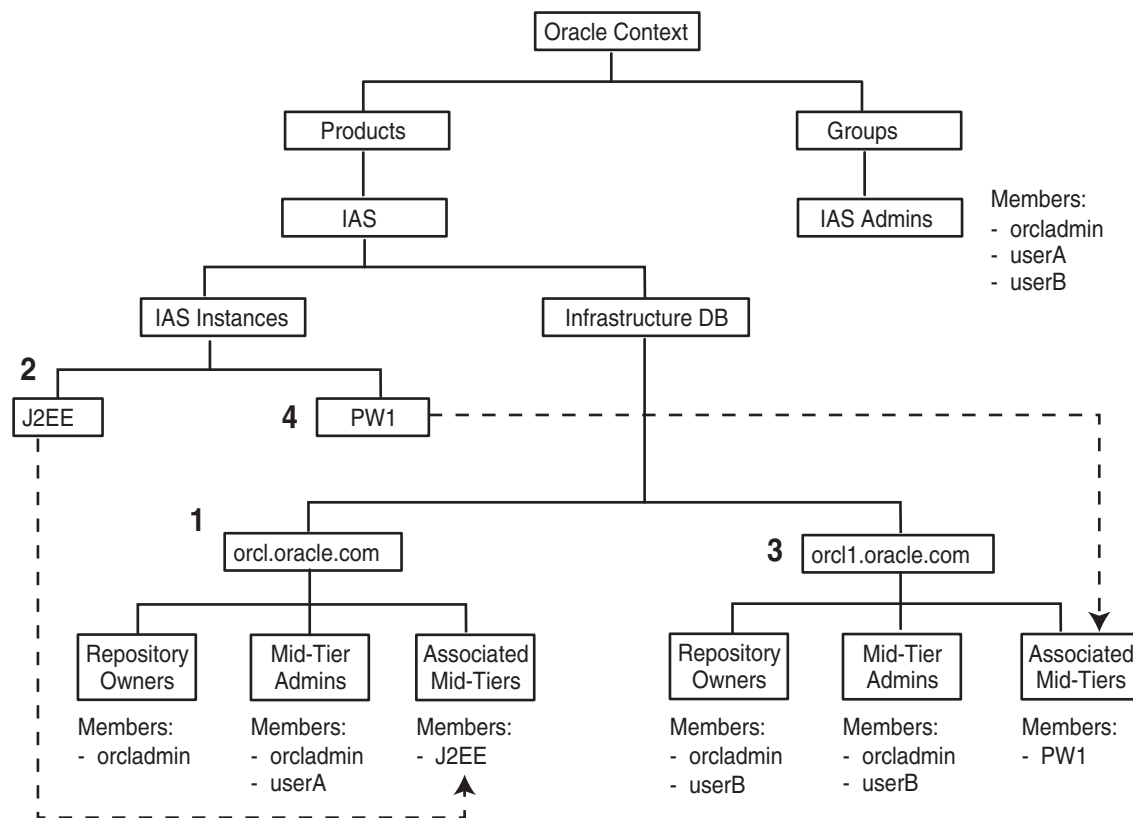 Oracle Context
Products
Groups
IAS
IAS Admins
Members:
- orcladmin
- userA
- userB
IAS Instances
Infrastructure DB
2
J2EE
4
PW1
1
orcl.oracle.com
3
orcl1.oracle.com
Repository
Owners
Members:
- orcladmin
Mid-Tier
Admins
Members:
- orcladmin
- userA
Associated
Mid-Tiers
Members:
- J2EE
Repository
Owners
Members:
- orcladmin
- userB
Mid-Tier
Admins
Members:
- orcladmin
- userB
Associated
Mid-Tiers
Members:
- PW1